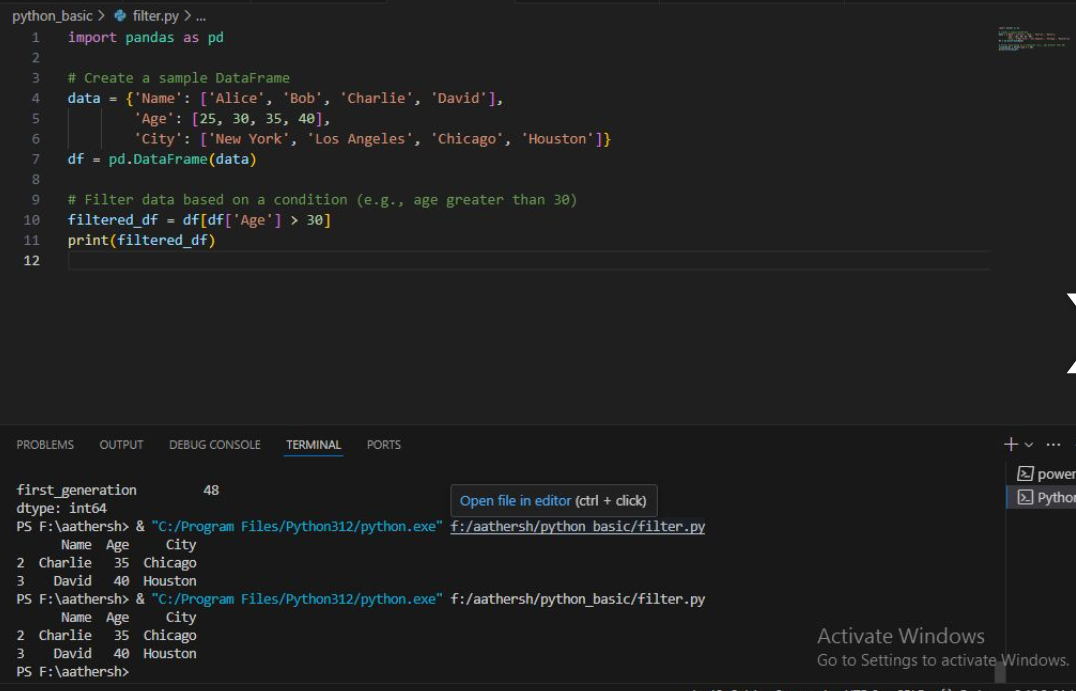 python_basic > filter.py > ...
1 import pandas as pd
2
3 # Create a sample DataFrame
4 data = {'Name': ['Alice', 'Bob', 'Charlie', 'David'],
5 'Age': [25, 30, 35, 40],
6 'City': ['New York', 'Los Angeles', 'Chicago', 'Houston']}
7 df = pd.DataFrame(data)
8
9 # Filter data based on a condition (e.g., age greater than 30)
10 filtered_df = df[df['Age'] > 30]
11 print(filtered_df)
12
PROBLEMS OUTPUT DEBUG CONSOLE TERMINAL PORTS
first_generation 48
dtype: int64
Open file in editor (ctrl + click)
PS F:\aathersh> & "C:/Program Files/Python312/python.exe" f:/aathersh/python_basic/filter.py
Name Age City
2 Charlie 35 Chicago
3 David 40 Houston
PS F:\aathersh> & "C:/Program Files/Python312/python.exe" f:/aathersh/python_basic/filter.py
Name Age City
2 Charlie 35 Chicago
3 David 40 Houston
PS F:\aathersh>
power
Python
Activate Windows
Go to Settings to activate Windows.